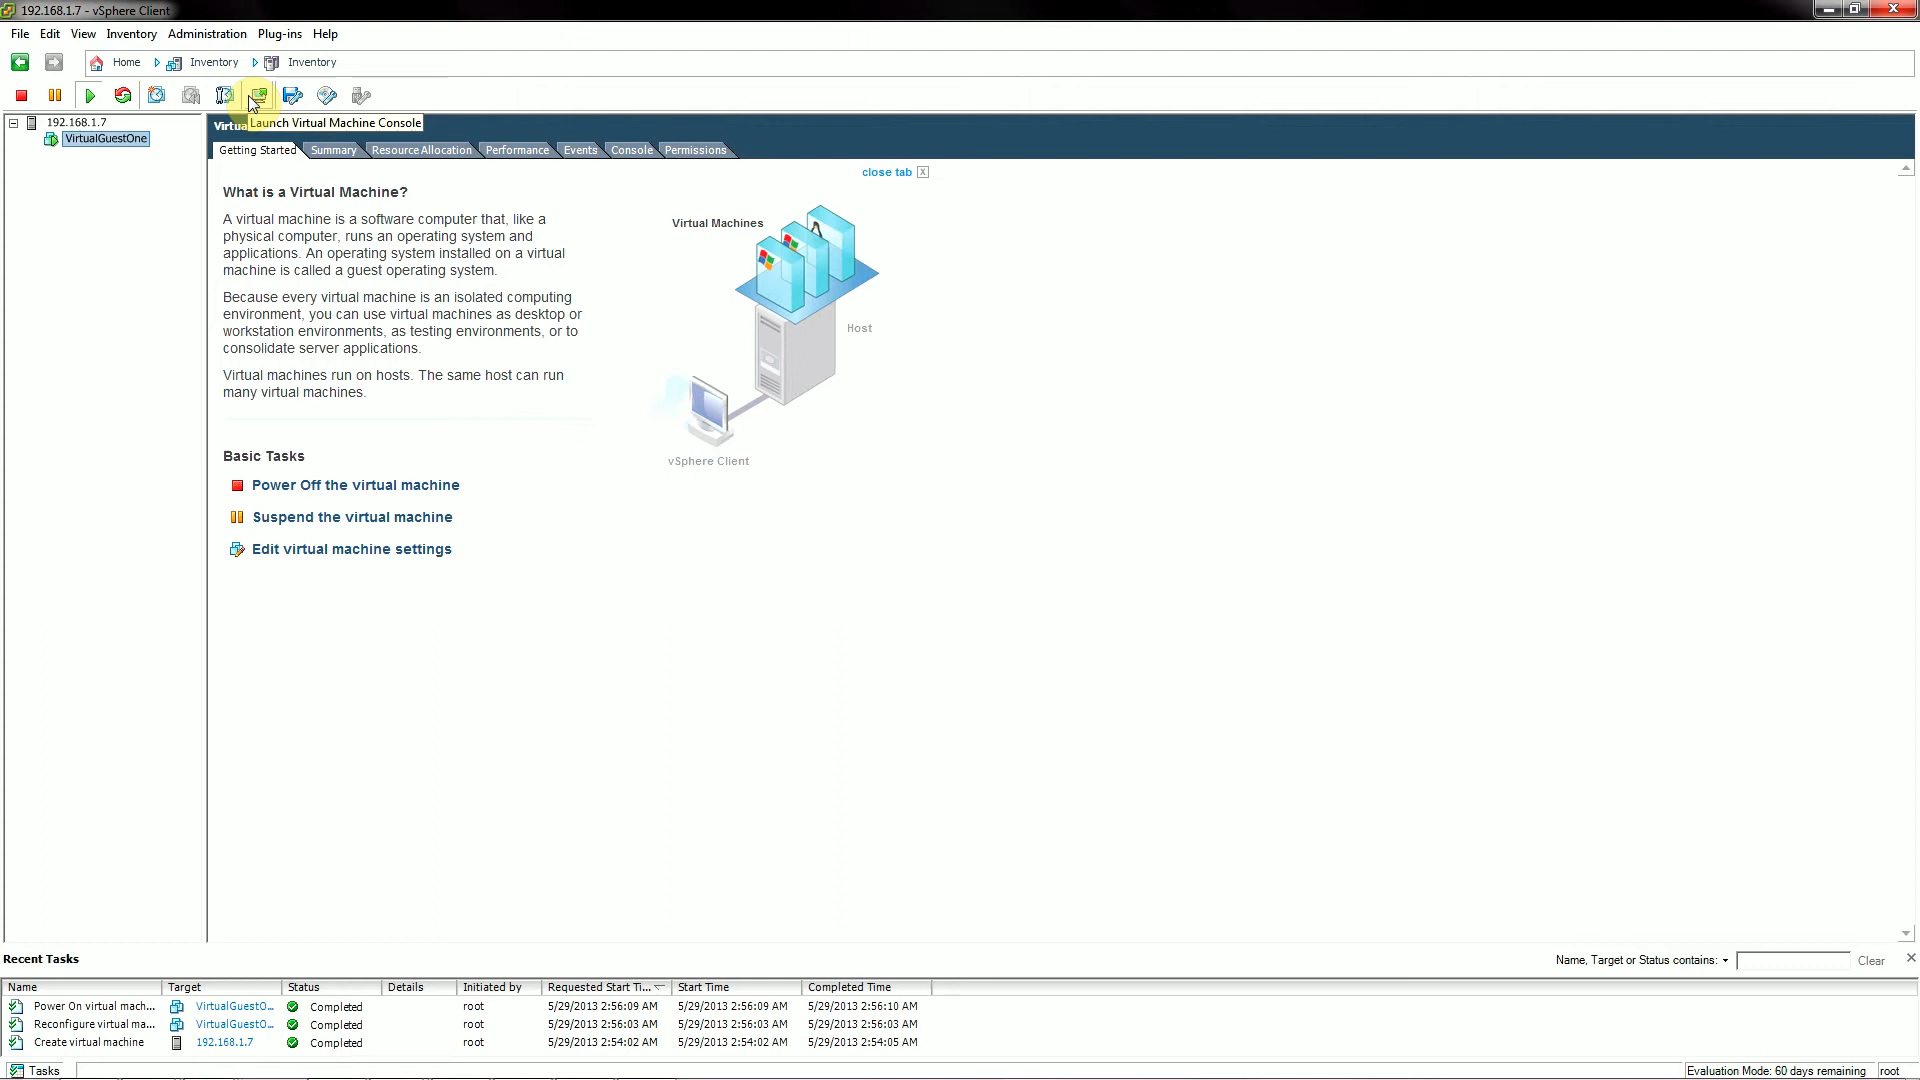 192.168.1.7 - vSphere Client
File Edit View Inventory Administration Plug-ins Help
Home Inventory Inventory
Launch Virtual Machine Console
192.168.1.7
VirtualGuestOne
Virtua
Getting Started Summary Resource Allocation Performance Events Console Permissions
close tab X
What is a Virtual Machine?
A virtual machine is a software computer that, like a
physical computer, runs an operating system and
applications. An operating system installed on a virtual
machine is called a guest operating system.
Because every virtual machine is an isolated computing
environment, you can use virtual machines as desktop or
workstation environments, as testing environments, or to
consolidate server applications.
Virtual machines run on hosts. The same host can run
many virtual machines.
Virtual Machines
Host
vSphere Client
Basic Tasks
Power Off the virtual machine
Suspend the virtual machine
Edit virtual machine settings
Recent Tasks
Name, Target or Status contains: Clear
Name Target Status Details Initiated by Requested Start Ti... Start Time Completed Time
Power On virtual mach... VirtualGuestO... Completed root 5/29/2013 2:56:09 AM 5/29/2013 2:56:09 AM 5/29/2013 2:56:10 AM
Reconfigure virtual ma... VirtualGuestO... Completed root 5/29/2013 2:56:03 AM 5/29/2013 2:56:03 AM 5/29/2013 2:56:03 AM
Create virtual machine 192.168.1.7 Completed root 5/29/2013 2:54:02 AM 5/29/2013 2:54:02 AM 5/29/2013 2:54:05 AM
Tasks
Evaluation Mode: 60 days remaining root